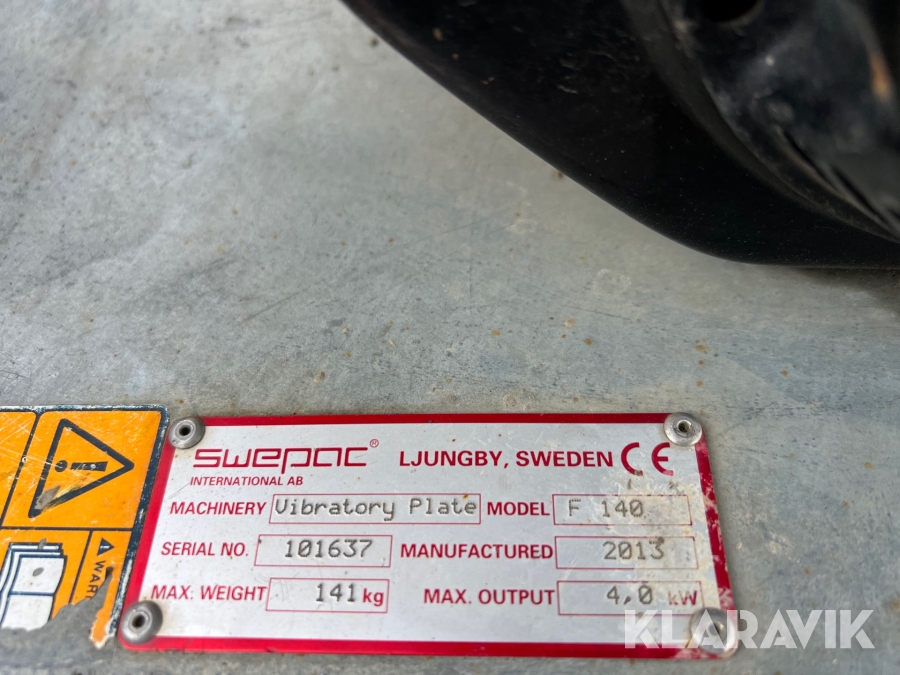 swepac® LJUNGBY, SWEDEN CE
INTERNATIONAL AB
MACHINERY Vibratory Plate MODEL F 140
SERIAL NO. 101637 MANUFACTURED 2013
MAX. WEIGHT 141 kg MAX. OUTPUT 4,0 kW
KLARAVIK